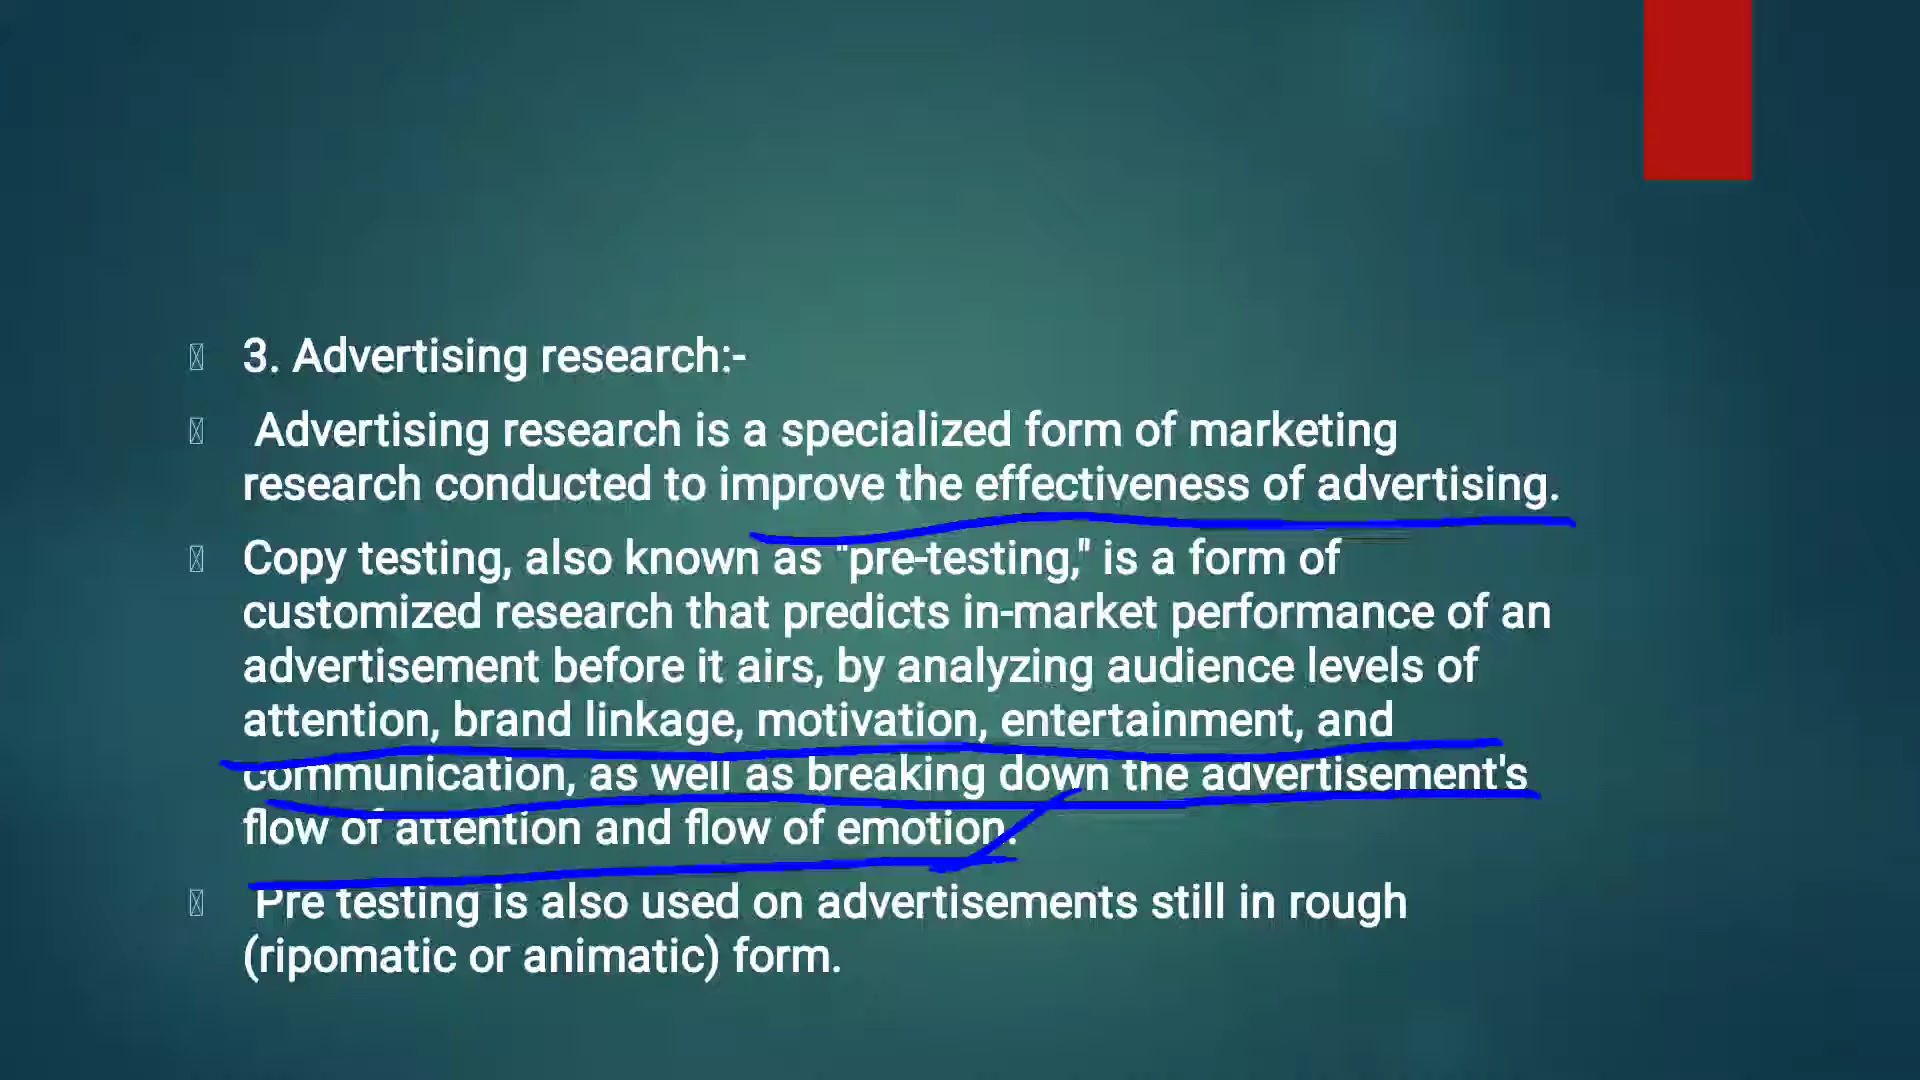 3. Advertising research:-
Advertising research is a specialized form of marketing
research conducted to improve the effectiveness of advertising.
Copy testing, also known as "pre-testing," is a form of
customized research that predicts in-market performance of an
advertisement before it airs, by analyzing audience levels of
attention, brand linkage, motivation, entertainment, and
communication, as well as breaking down the advertisement's
flow of attention and flow of emotion.
Pre testing is also used on advertisements still in rough
(ripomatic or animatic) form.